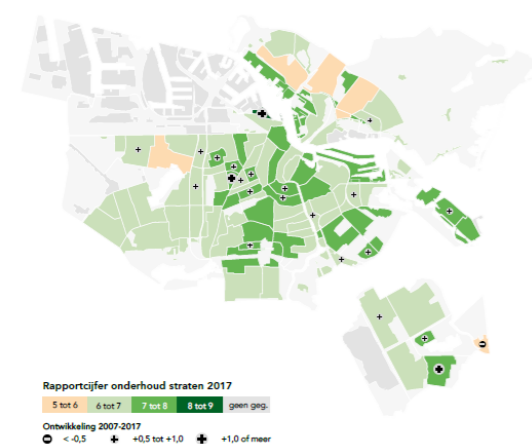 Rapportcijfer onderhoud straten 2017
5 tot 6 6 tot 7 7 tot 8 8 tot 9 geen geg.
Ontwikkeling 2007-2017
< -0,5 +0,5 tot +1,0 +1,0 of meer